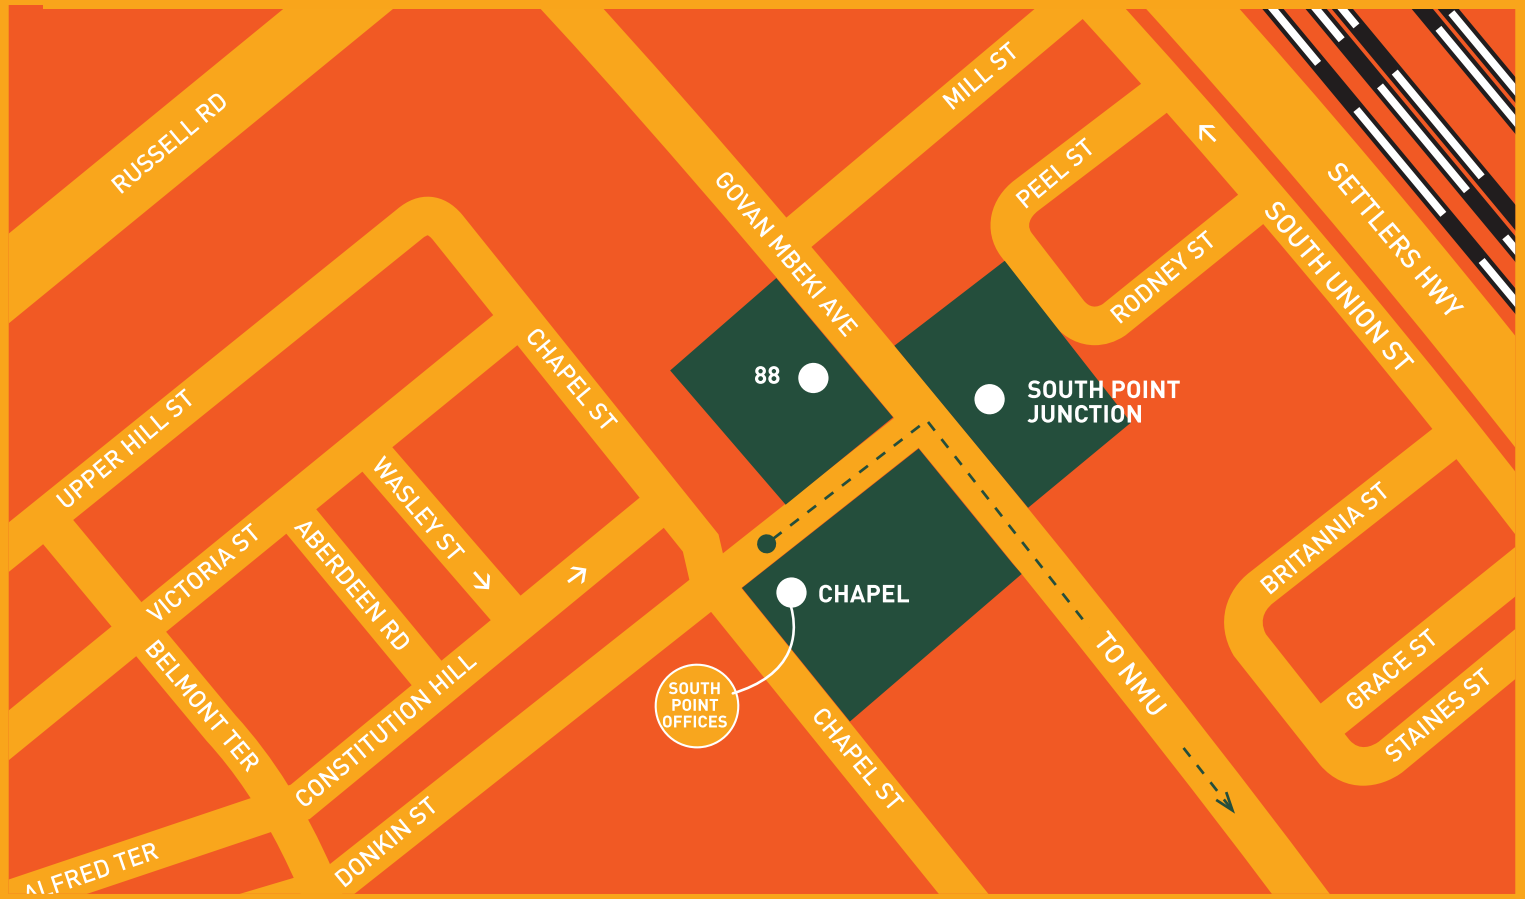 RUSSELL RD
MILL ST
PEEL ST
RODNEY ST
SETTLERS HWY
SOUTH UNION ST
GOVAN MBEKI AVE
CHAPEL ST
UPPER HILL ST
88
SOUTH POINT
JUNCTION
WASLEY ST
VICTORIA ST
ABERDEEN RD
BRITANNIA ST
CHAPEL
BELMONT TER
CONSTITUTION HILL
SOUTH
POINT
OFFICES
TO NMU
GRACE ST
STAINES ST
CHAPEL ST
DONKIN ST
ALFRED TER